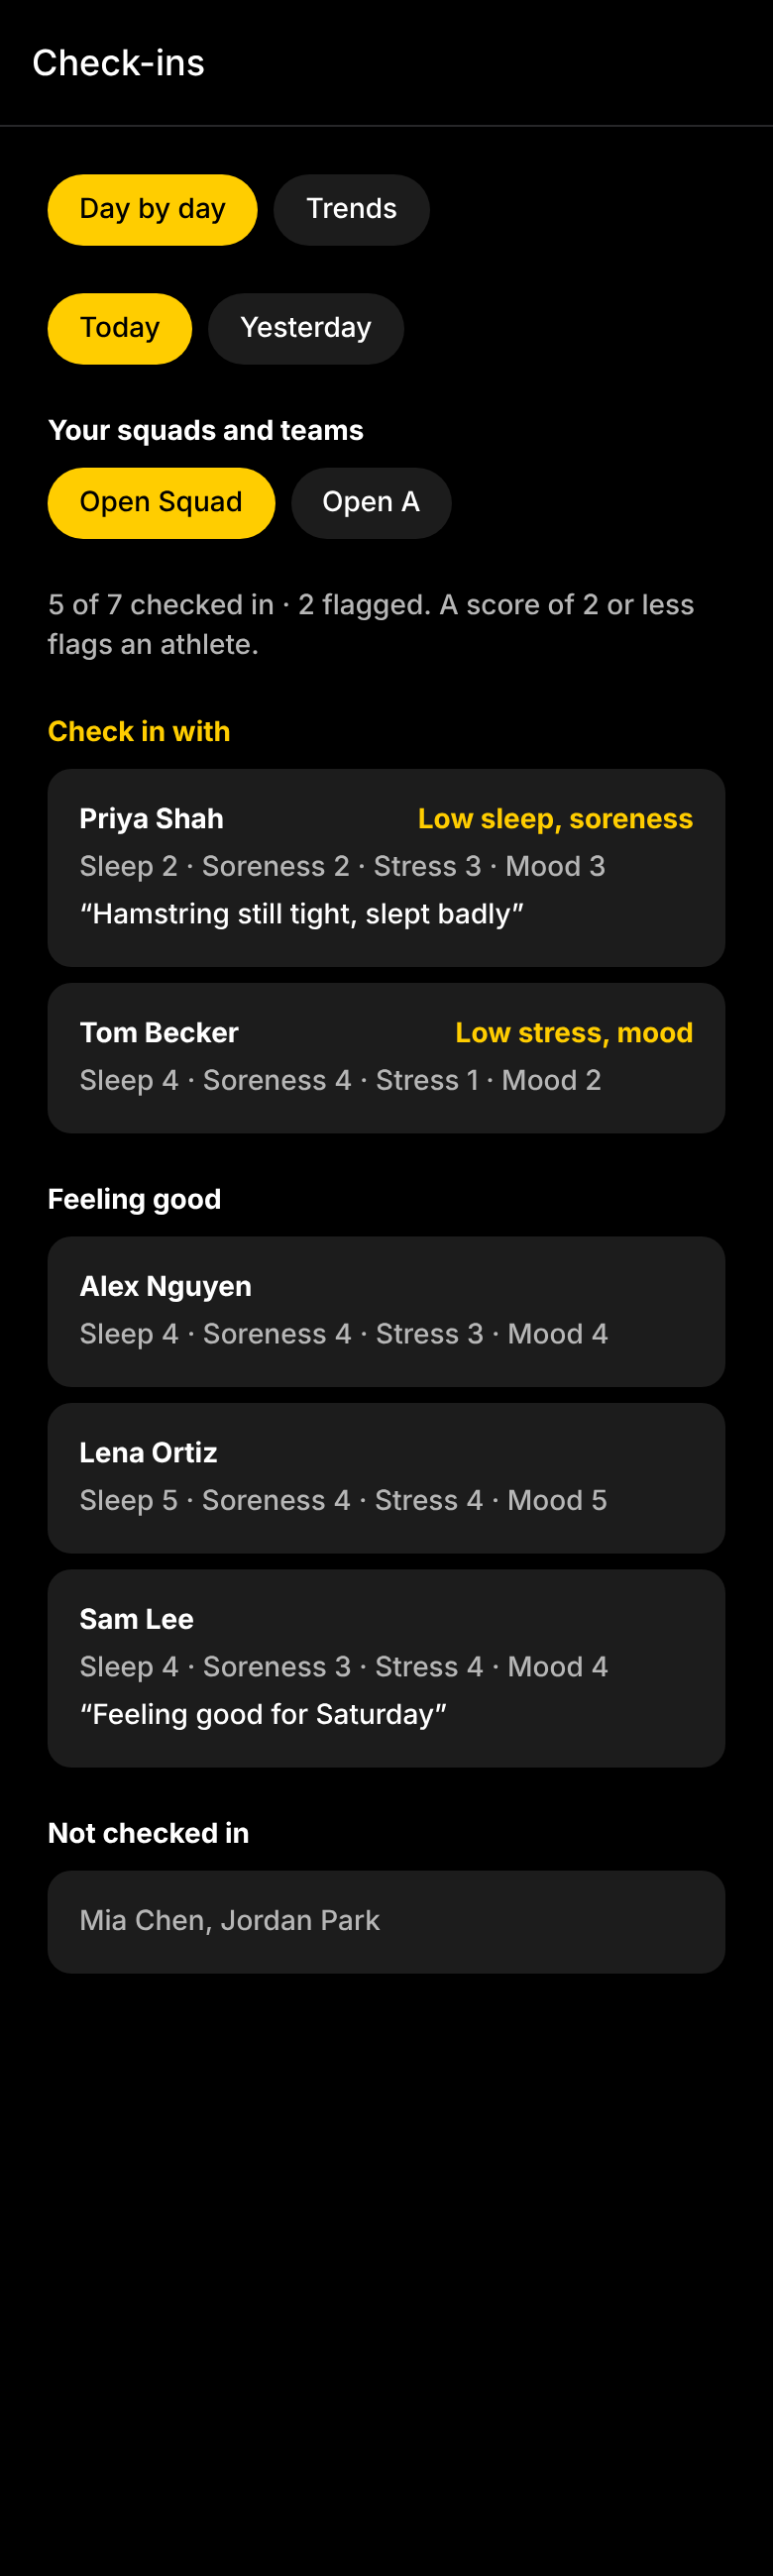 Check-ins
Day by day
Trends
Today
Yesterday
Your squads and teams
Open Squad
Open A
5 of 7 checked in · 2 flagged. A score of 2 or less
flags an athlete.
Check in with
Priya Shah
Low sleep, soreness
Sleep 2 · Soreness 2 · Stress 3 · Mood 3
“Hamstring still tight, slept badly”
Tom Becker
Low stress, mood
Sleep 4 · Soreness 4 · Stress 1 · Mood 2
Feeling good
Alex Nguyen
Sleep 4 · Soreness 4 · Stress 3 · Mood 4
Lena Ortiz
Sleep 5 · Soreness 4 · Stress 4 · Mood 5
Sam Lee
Sleep 4 · Soreness 3 · Stress 4 · Mood 4
“Feeling good for Saturday”
Not checked in
Mia Chen, Jordan Park